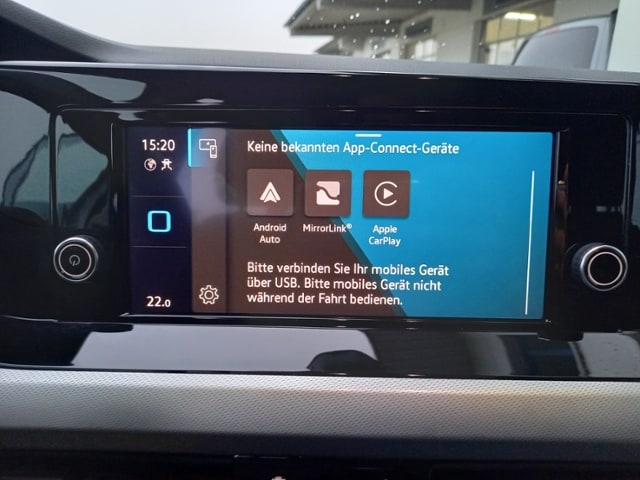 15:20
Keine bekannten App-Connect-Geräte
Android
Auto
MirrorLink®
Apple
CarPlay
Bitte verbinden Sie Ihr mobiles Gerät
über USB. Bitte mobiles Gerät nicht
während der Fahrt bedienen.
22.0